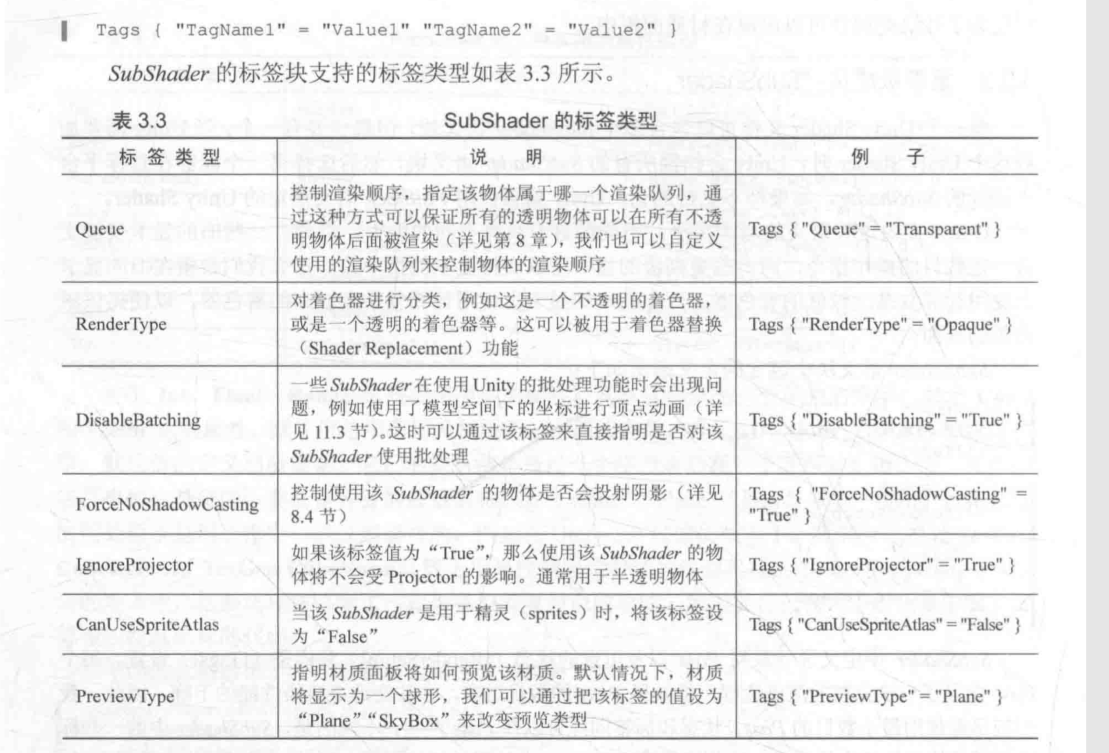 Tags { "TagName1" = "Value1" "TagName2" = "Value2" }
SubShader 的标签块支持的标签类型如表 3.3 所示。
表 3.3 SubShader 的标签类型
标 签 类 型 说 明 例 子
Queue
控制渲染顺序，指定该物体属于哪一个渲染队列，通
过这种方式可以保证所有的透明物体可以在所有不透
明物体后面被渲染（详见第 8 章），我们也可以自定义
使用的渲染队列来控制物体的渲染顺序
Tags { "Queue" = "Transparent" }
RenderType
对着色器进行分类，例如这是一个不透明的着色器，
或是一个透明的着色器等。这可以被用于着色器替换
（Shader Replacement）功能
Tags { "RenderType" = "Opaque" }
DisableBatching
一些 SubShader 在使用 Unity 的批处理功能时会出现问
题，例如使用了模型空间下的坐标进行顶点动画（详
见 11.3 节）。这时可以通过该标签来直接指明是否对该
SubShader 使用批处理
Tags { "DisableBatching" = "True" }
ForceNoShadowCasting
控制使用该 SubShader 的物体是否会投射阴影（详见
8.4 节）
Tags { "ForceNoShadowCasting" =
"True" }
IgnoreProjector
如果该标签值为“True”，那么使用该 SubShader 的物
体将不会受 Projector 的影响。通常用于半透明物体
Tags { "IgnoreProjector" = "True" }
CanUseSpriteAtlas
当该 SubShader 是用于精灵（sprites）时，将该标签设
为“False”
Tags { "CanUseSpriteAtlas" = "False" }
PreviewType
指明材质面板将如何预览该材质。默认情况下，材质
将显示为一个球形，我们可以通过把该标签的值设为
“Plane”“SkyBox”来改变预览类型
Tags { "PreviewType" = "Plane" }